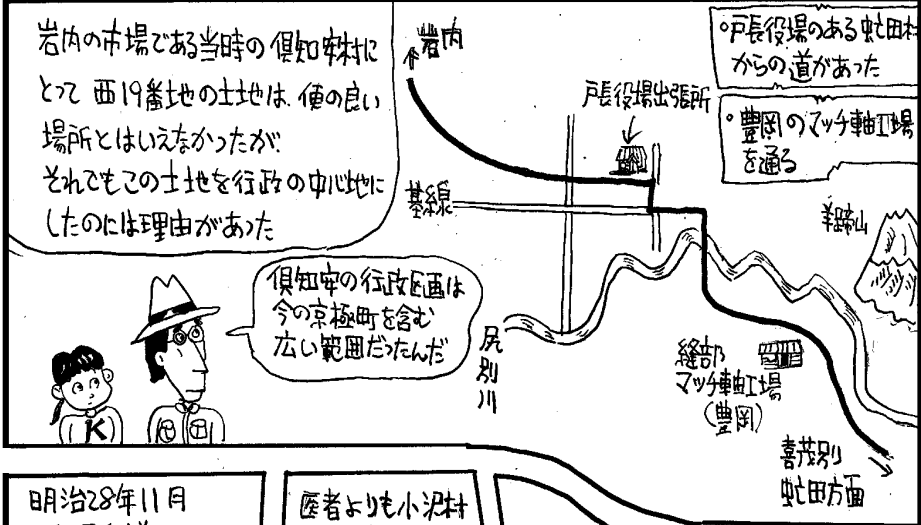 岩内の市場である当時の倶知安村に
とって西19番地の土地は、便の良い
場所とはいえなかったが、
それでもこの土地を行政の中心地に
したのには理由があった
倶知安の行政区画は
今の京極町を含む
広い範囲だったんだ
K
岩内
戸長役場出張所
基線
尻別川
・戸長役場のある虻田村
からの道があった
・豊岡のマッチ軸工場
を通る
羊蹄山
縫部
マッチ軸工場
(豊岡)
喜茂別
虻田方面
明治28年11月
医者よりも小沢村